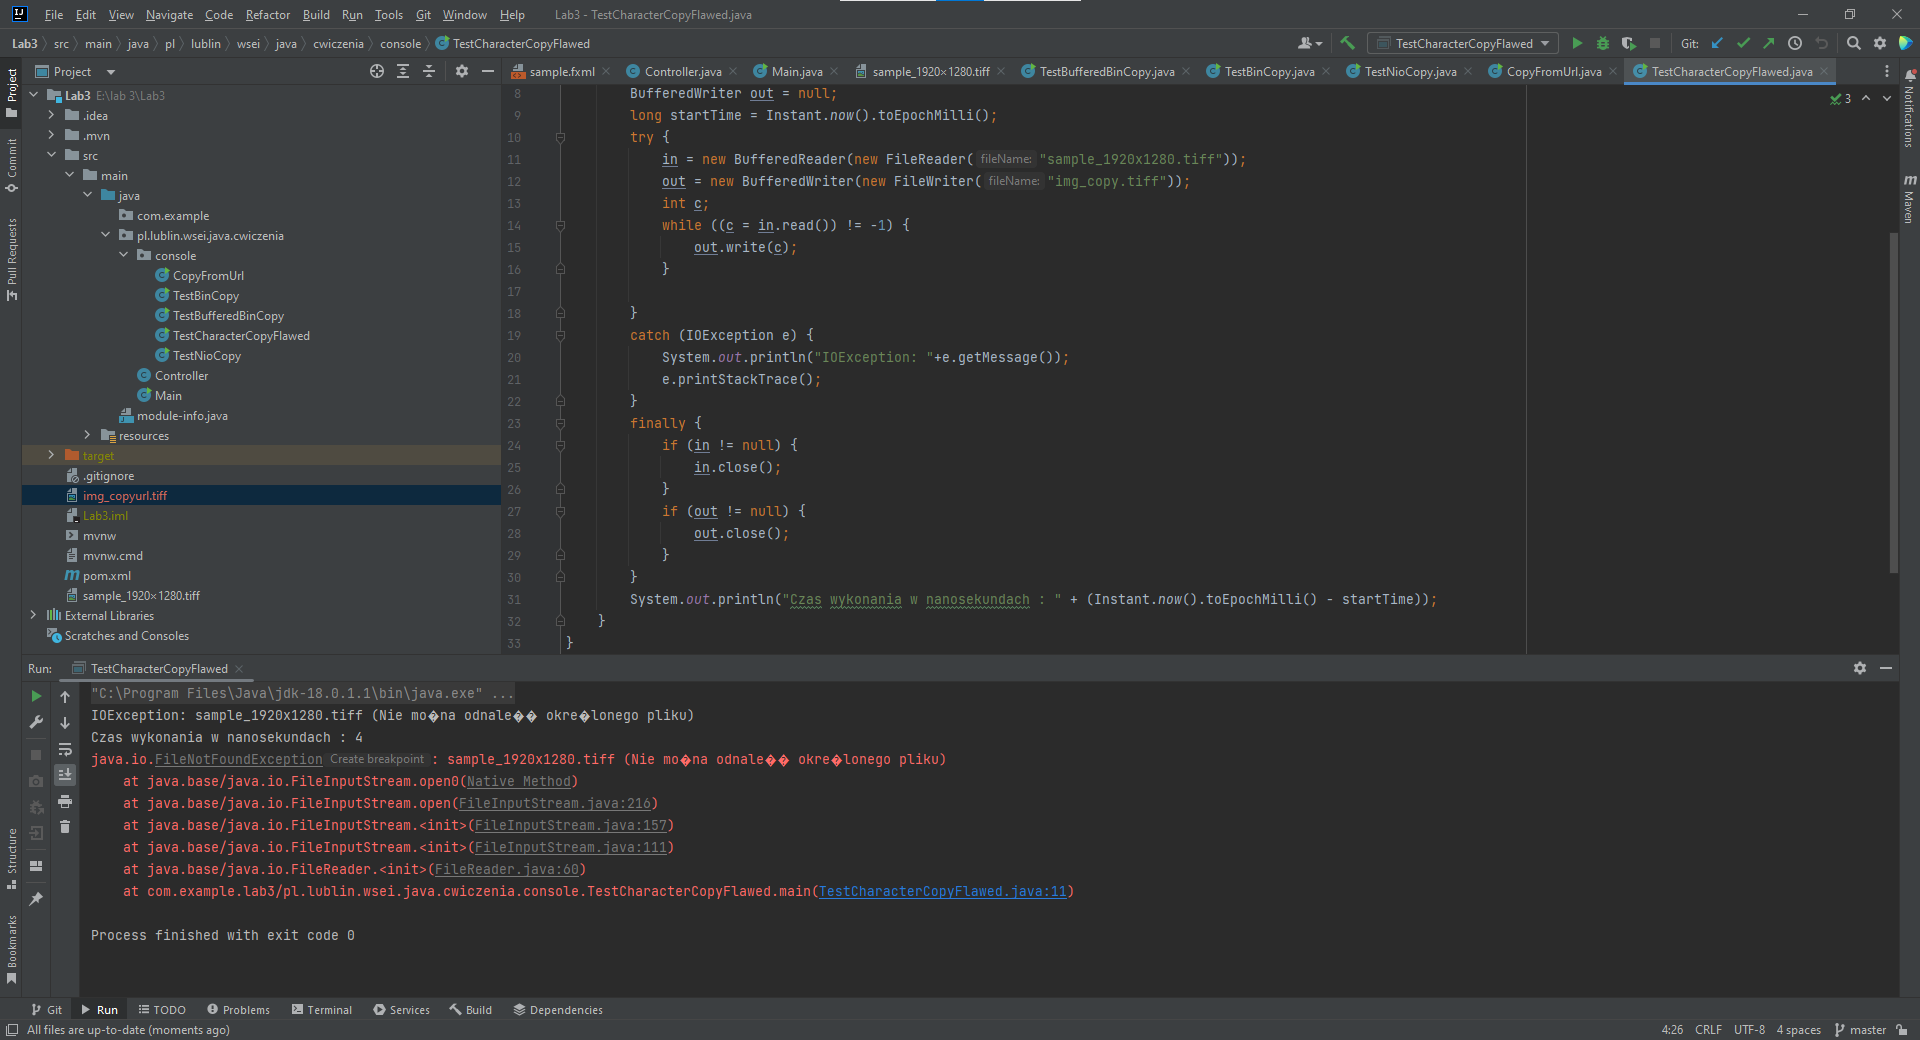 File Edit View Navigate Code Refactor Build Run Tools Git Window Help Lab3 - TestCharacterCopyFlawed.java
Lab3 src main java pl lublin wsei java cwiczenia console TestCharacterCopyFlawed TestCharacterCopyFlawed Git:
Project
sample.fxml Controller.java Main.java sample_1920×1280.tiff TestBufferedBinCopy.java TestBinCopy.java TestNioCopy.java CopyFromUrl.java TestCharacterCopyFlawed.java
Project
Commit
Pull Requests
Structure
Bookmarks
Notifications
Maven
Lab3 E:\lab 3\Lab3
.idea
.mvn
src
main
java
com.example
pl.lublin.wsei.java.cwiczenia
console
CopyFromUrl
TestBinCopy
TestBufferedBinCopy
TestCharacterCopyFlawed
TestNioCopy
Controller
Main
module-info.java
resources
target
.gitignore
img_copyurl.tiff
Lab3.iml
mvnw
mvnw.cmd
pom.xml
sample_1920×1280.tiff
External Libraries
Scratches and Consoles
3
8 BufferedWriter out = null;
9 long startTime = Instant.now().toEpochMilli();
10 try {
11 in = new BufferedReader(new FileReader( fileName: "sample_1920x1280.tiff"));
12 out = new BufferedWriter(new FileWriter( fileName: "img_copy.tiff"));
13 int c;
14 while ((c = in.read()) != -1) {
15 out.write(c);
16 }
17
18 }
19 catch (IOException e) {
20 System.out.println("IOException: "+e.getMessage());
21 e.printStackTrace();
22 }
23 finally {
24 if (in != null) {
25 in.close();
26 }
27 if (out != null) {
28 out.close();
29 }
30 }
31 System.out.println("Czas wykonania w nanosekundach : " + (Instant.now().toEpochMilli() - startTime));
32 }
33 }
Run: TestCharacterCopyFlawed
"C:\Program Files\Java\jdk-18.0.1.1\bin\java.exe" ...
IOException: sample_1920x1280.tiff (Nie mo�na odnale�� okre�lonego pliku)
Czas wykonania w nanosekundach : 4
java.io.FileNotFoundException Create breakpoint : sample_1920x1280.tiff (Nie mo�na odnale�� okre�lonego pliku)
at java.base/java.io.FileInputStream.open0(Native Method)
at java.base/java.io.FileInputStream.open(FileInputStream.java:216)
at java.base/java.io.FileInputStream.<init>(FileInputStream.java:157)
at java.base/java.io.FileInputStream.<init>(FileInputStream.java:111)
at java.base/java.io.FileReader.<init>(FileReader.java:60)
at com.example.lab3/pl.lublin.wsei.java.cwiczenia.console.TestCharacterCopyFlawed.main(TestCharacterCopyFlawed.java:11)
Process finished with exit code 0
Git Run TODO Problems Terminal Services Build Dependencies
All files are up-to-date (moments ago) 4:26 CRLF UTF-8 4 spaces master